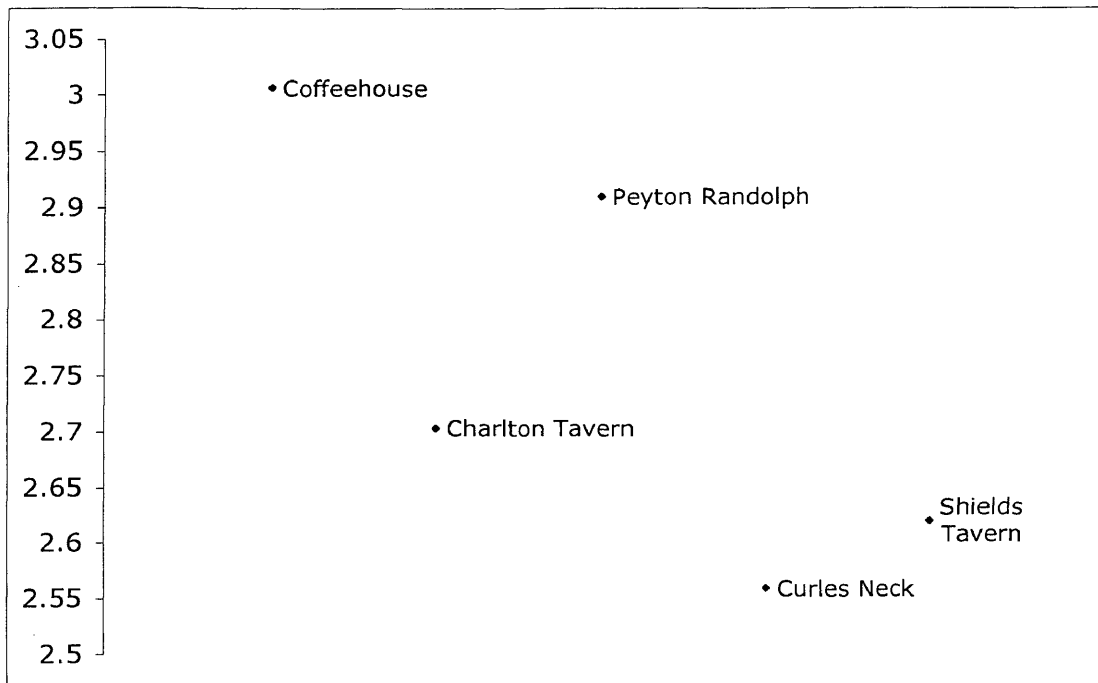 3.05
3
2.95
2.9
2.85
2.8
2.75
2.7
2.65
2.6
2.55
2.5
Coffeehouse
Peyton Randolph
Charlton Tavern
Shields
Tavern
Curles Neck